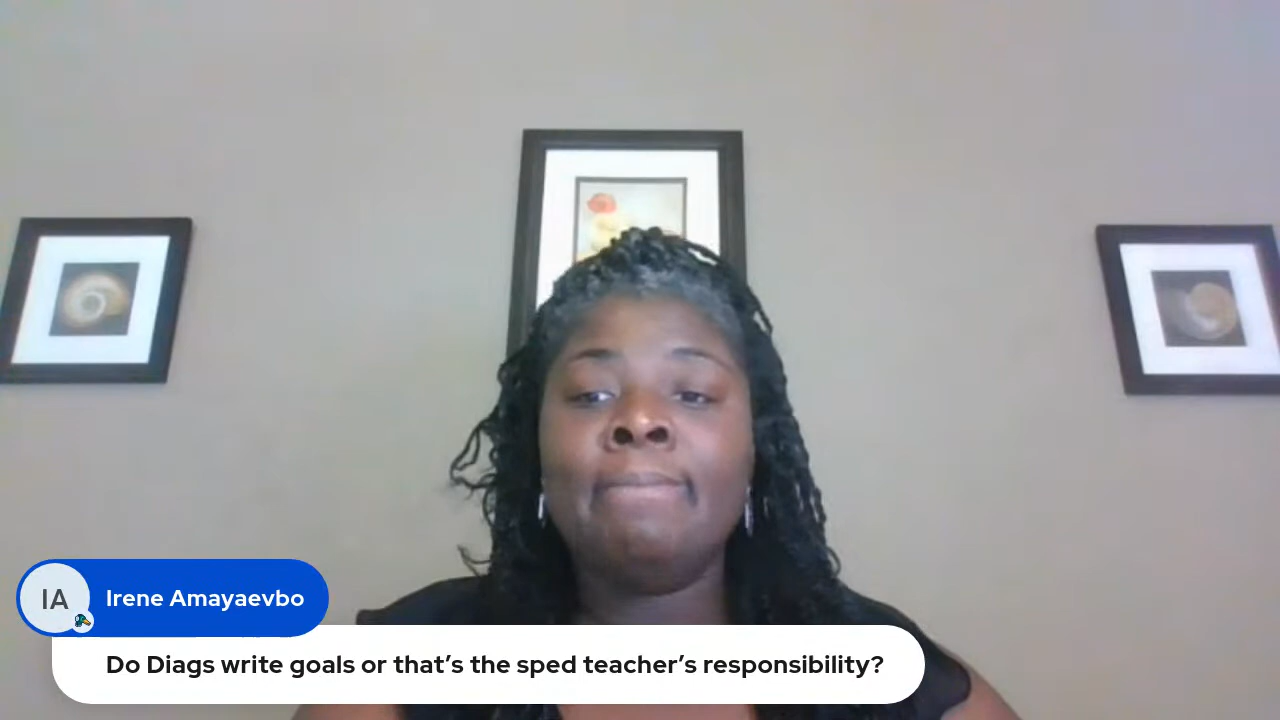 IA
Irene Amayaevbo
Do Diags write goals or that’s the sped teacher’s responsibility?